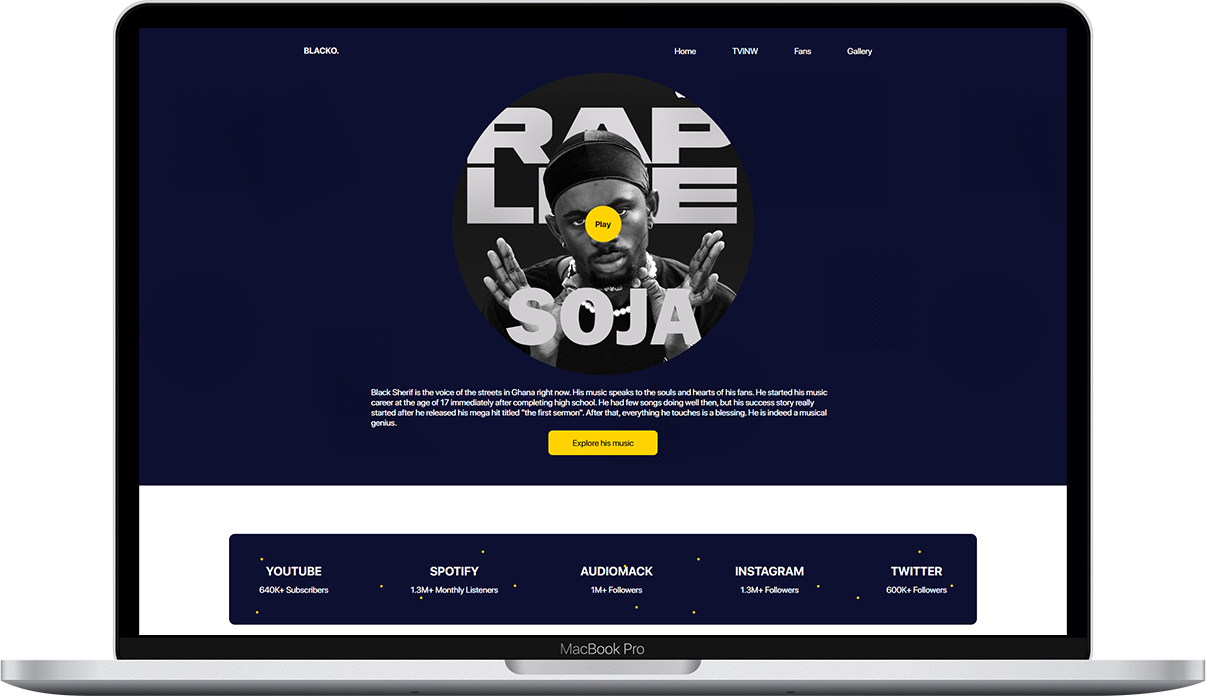 BLACKO.
Home TVINW Fans Gallery
RAP
LIFE
Play
SOJA
Black Sherif is the voice of the streets in Ghana right now. His music speaks to the souls and hearts of his fans. He started his music
career at the age of 17 immediately after completing high school. He had few songs doing well then, but his success story really
started after he released his mega hit titled "the first sermon". After that, everything he touches is a blessing. He is indeed a musical
genius.
Explore his music
YOUTUBE SPOTIFY AUDIOMACK INSTAGRAM TWITTER
640K+ Subscribers 1.3M+ Monthly Listeners 1M+ Followers 1.3M+ Followers 600K+ Followers
MacBook Pro